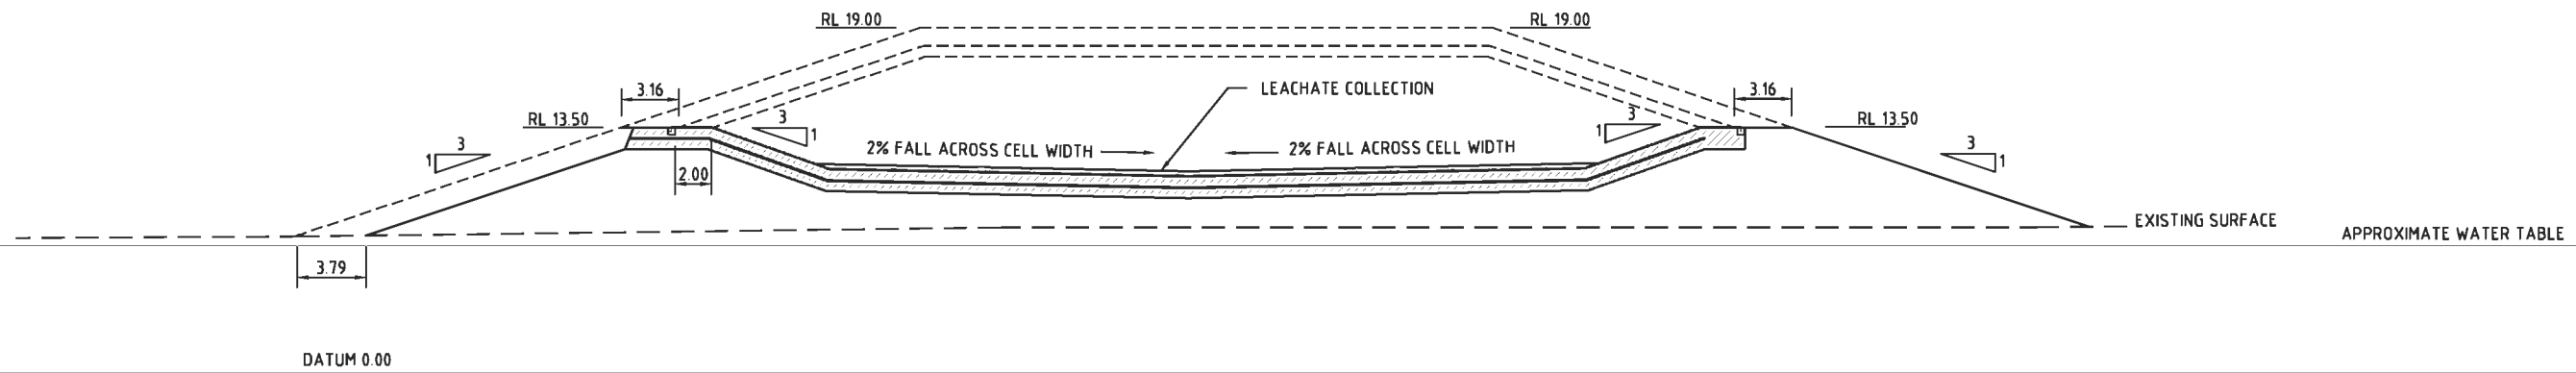 RL 19.00
RL 19.00
3.16
LEACHATE COLLECTION
3.16
RL 13.50
3
1
3
1
3
1
RL 13.50
3
1
2% FALL ACROSS CELL WIDTH
2% FALL ACROSS CELL WIDTH
2.00
EXISTING SURFACE
APPROXIMATE WATER TABLE
3.79
DATUM 0.00